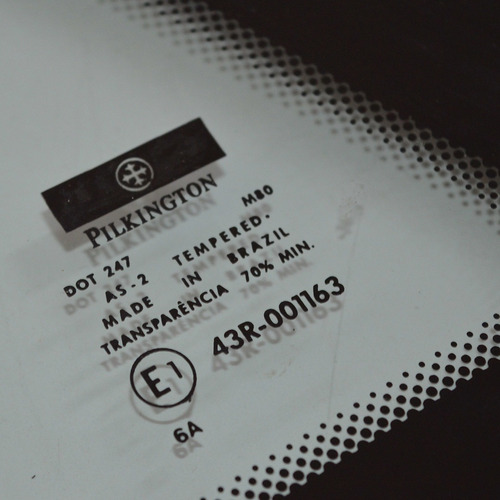 PILKINGTON
DOT 247 M80
AS-2 TEMPERED.
MADE IN BRAZIL
TRANSPARÊNCIA 70% MIN.
E1 43R-001163
6A